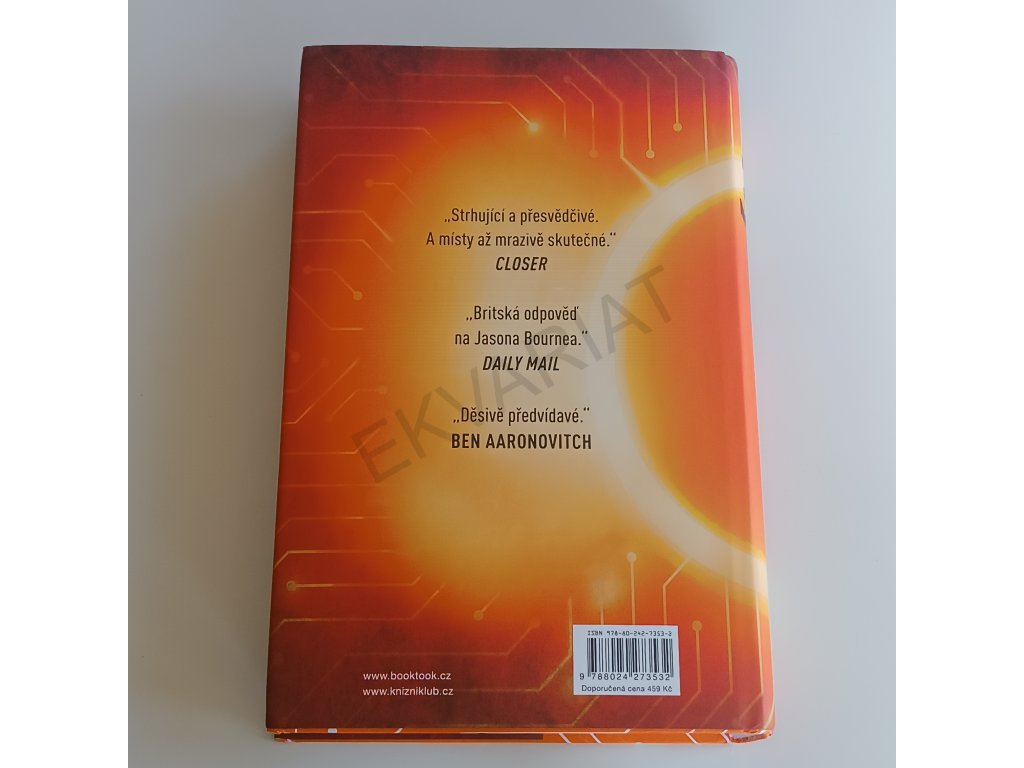 „Strhující a přesvědčivé.
A místy až mrazivě skutečné.“
CLOSER
„Britská odpověď
na Jasona Bournea.“
DAILY MAIL
„Děsivě předvídavé.“
BEN AARONOVITCH
EKVARIAT
www.booktook.cz
www.knizniklub.cz
ISBN 978-80-242-7353-2
9 788024 273532
Doporučená cena 459 Kč